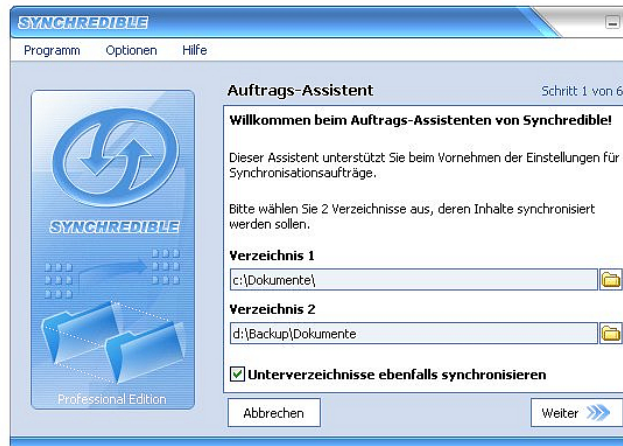 SYNCHREDIBLE
Programm Optionen Hilfe
Auftrags-Assistent Schritt 1 von 6
Willkommen beim Auftrags-Assistenten von Synchredible!
Dieser Assistent unterstützt Sie beim Vornehmen der Einstellungen für
Synchronisationsaufträge.
Bitte wählen Sie 2 Verzeichnisse aus, deren Inhalte synchronisiert
werden sollen.
SYNCHREDIBLE
Verzeichnis 1
c:\Dokumente\
Verzeichnis 2
d:\Backup\Dokumente
Unterverzeichnisse ebenfalls synchronisieren
Professional Edition
Abbrechen Weiter